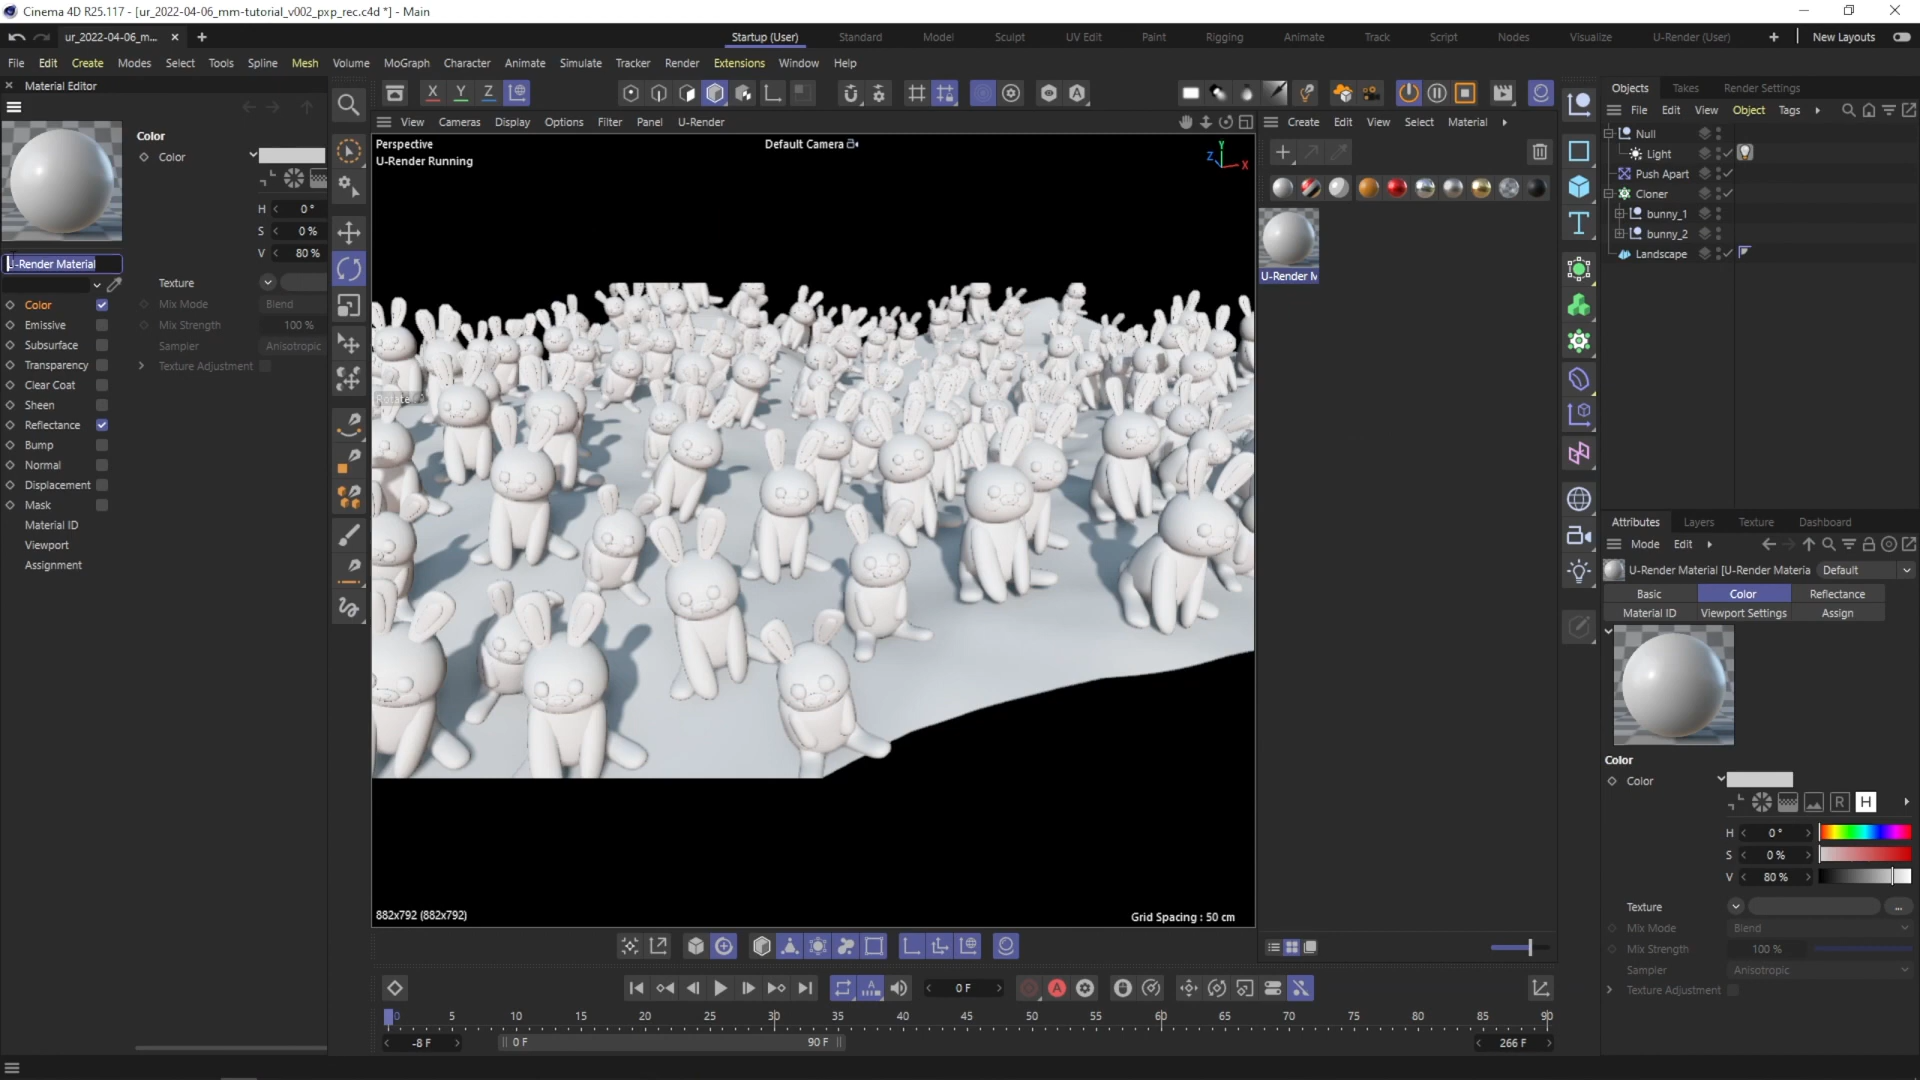 Cinema 4D R25.117 - [ur_2022-04-06_mm-tutorial_v002_pxp_rec.c4d *] - Main
ur_2022-04-06_m...
Startup (User) Standard Model Sculpt UV Edit Paint Rigging Animate Track Script Nodes Visualize U-Render (User) New Layouts
File Edit Create Modes Select Tools Spline Mesh Volume MoGraph Character Animate Simulate Tracker Render Extensions Window Help
Material Editor
Color
Color
H 0 °
S 0 %
V 80 %
U-Render Material
Texture
Mix Mode Blend
Mix Strength 100 %
Sampler Anisotropic
Texture Adjustment
Color
Emissive
Subsurface
Transparency
Clear Coat
Sheen
Reflectance
Bump
Normal
Displacement
Mask
Material ID
Viewport
Assignment
X Y Z
View Cameras Display Options Filter Panel U-Render
Perspective
Default Camera
U-Render Running
Y
Z
X
Rotate
882x792 (882x792)
Grid Spacing : 50 cm
Create Edit View Select Material
U-Render M
0 F
0 5 10 15 20 25 30 35 40 45 50 55 60 65 70 75 80 85 90
-8 F 0 F 90 F 266 F
Objects Takes Render Settings
File Edit View Object Tags
Null
Light
Push Apart
Cloner
bunny_1
bunny_2
Landscape
Attributes Layers Texture Dashboard
Mode Edit
U-Render Material [U-Render Materia Default
Basic Color Reflectance
Material ID Viewport Settings Assign
Color
Color
R H
H 0 °
S 0 %
V 80 %
Texture ...
Mix Mode Blend
Mix Strength 100 %
Sampler Anisotropic
Texture Adjustment